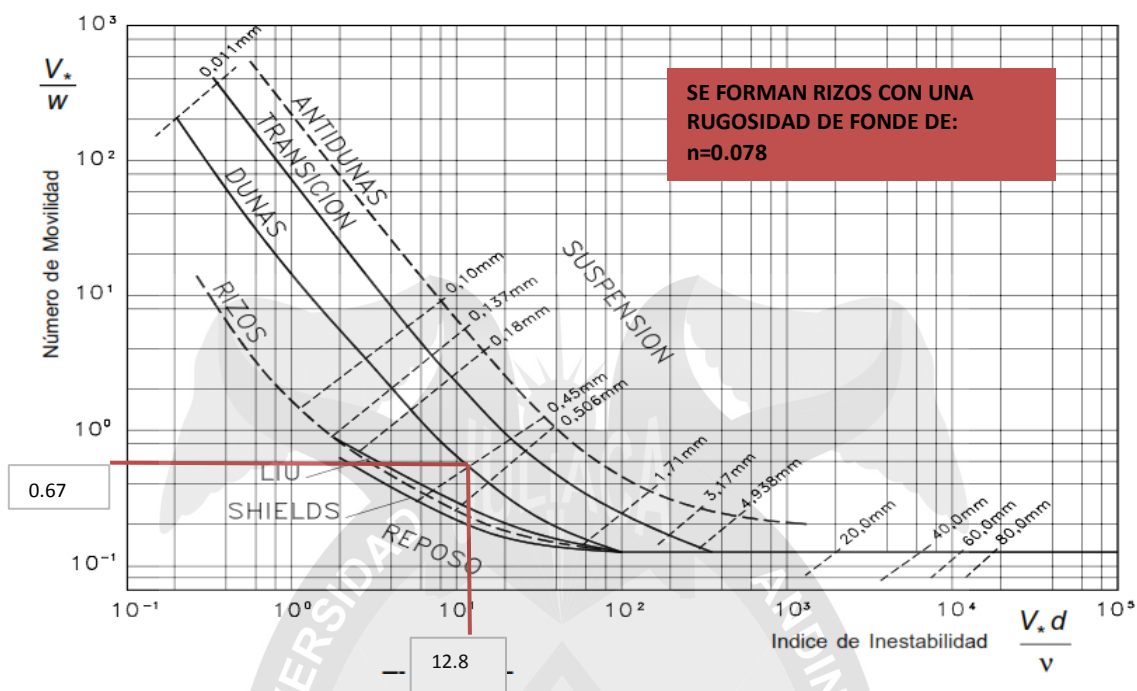 10³
V*
w
0,011mm
ANTIDUNAS
TRANSICION
DUNAS
SE FORMAN RIZOS CON UNA
RUGOSIDAD DE FONDE DE:
n=0.078
10²
Número de Movilidad
SUSPENSION
0,10mm
0,137mm
0,18mm
10¹
RIZOS
0,45mm
0,506mm
10⁰
1,71mm
3,17mm
4,938mm
0.67
LIU
SHIELDS
REPOSO
20,0mm
40,0mm
60,0mm
80,0mm
10⁻¹
10⁻¹ 10⁰ 10¹ 10² 10³ 10⁴ 10⁵
Indice de Inestabilidad
V* d
ν
12.8
ANDIN